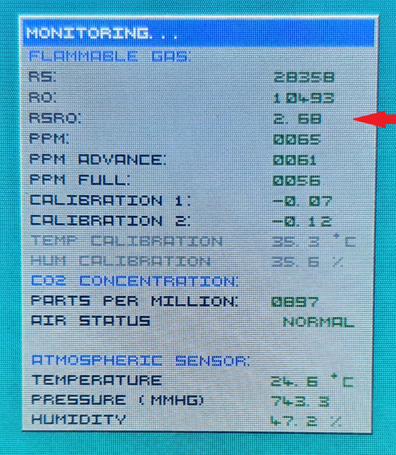 MONITORING...
FLAMMABLE GAS:
RS: 28358
RO: 10493
RSRO: 2.68
PPM: 0065
PPM ADVANCE: 0061
PPM FULL: 0056
CALIBRATION 1: -0.07
CALIBRATION 2: -0.12
TEMP CALIBRATION 35.3 °C
HUM CALIBRATION 35.6 %
CO2 CONCENTRATION:
PARTS PER MILLION: 0897
AIR STATUS NORMAL
ATMOSPHERIC SENSOR:
TEMPERATURE 24.6 °C
PRESSURE (MMHG) 743.3
HUMIDITY 47.2 %